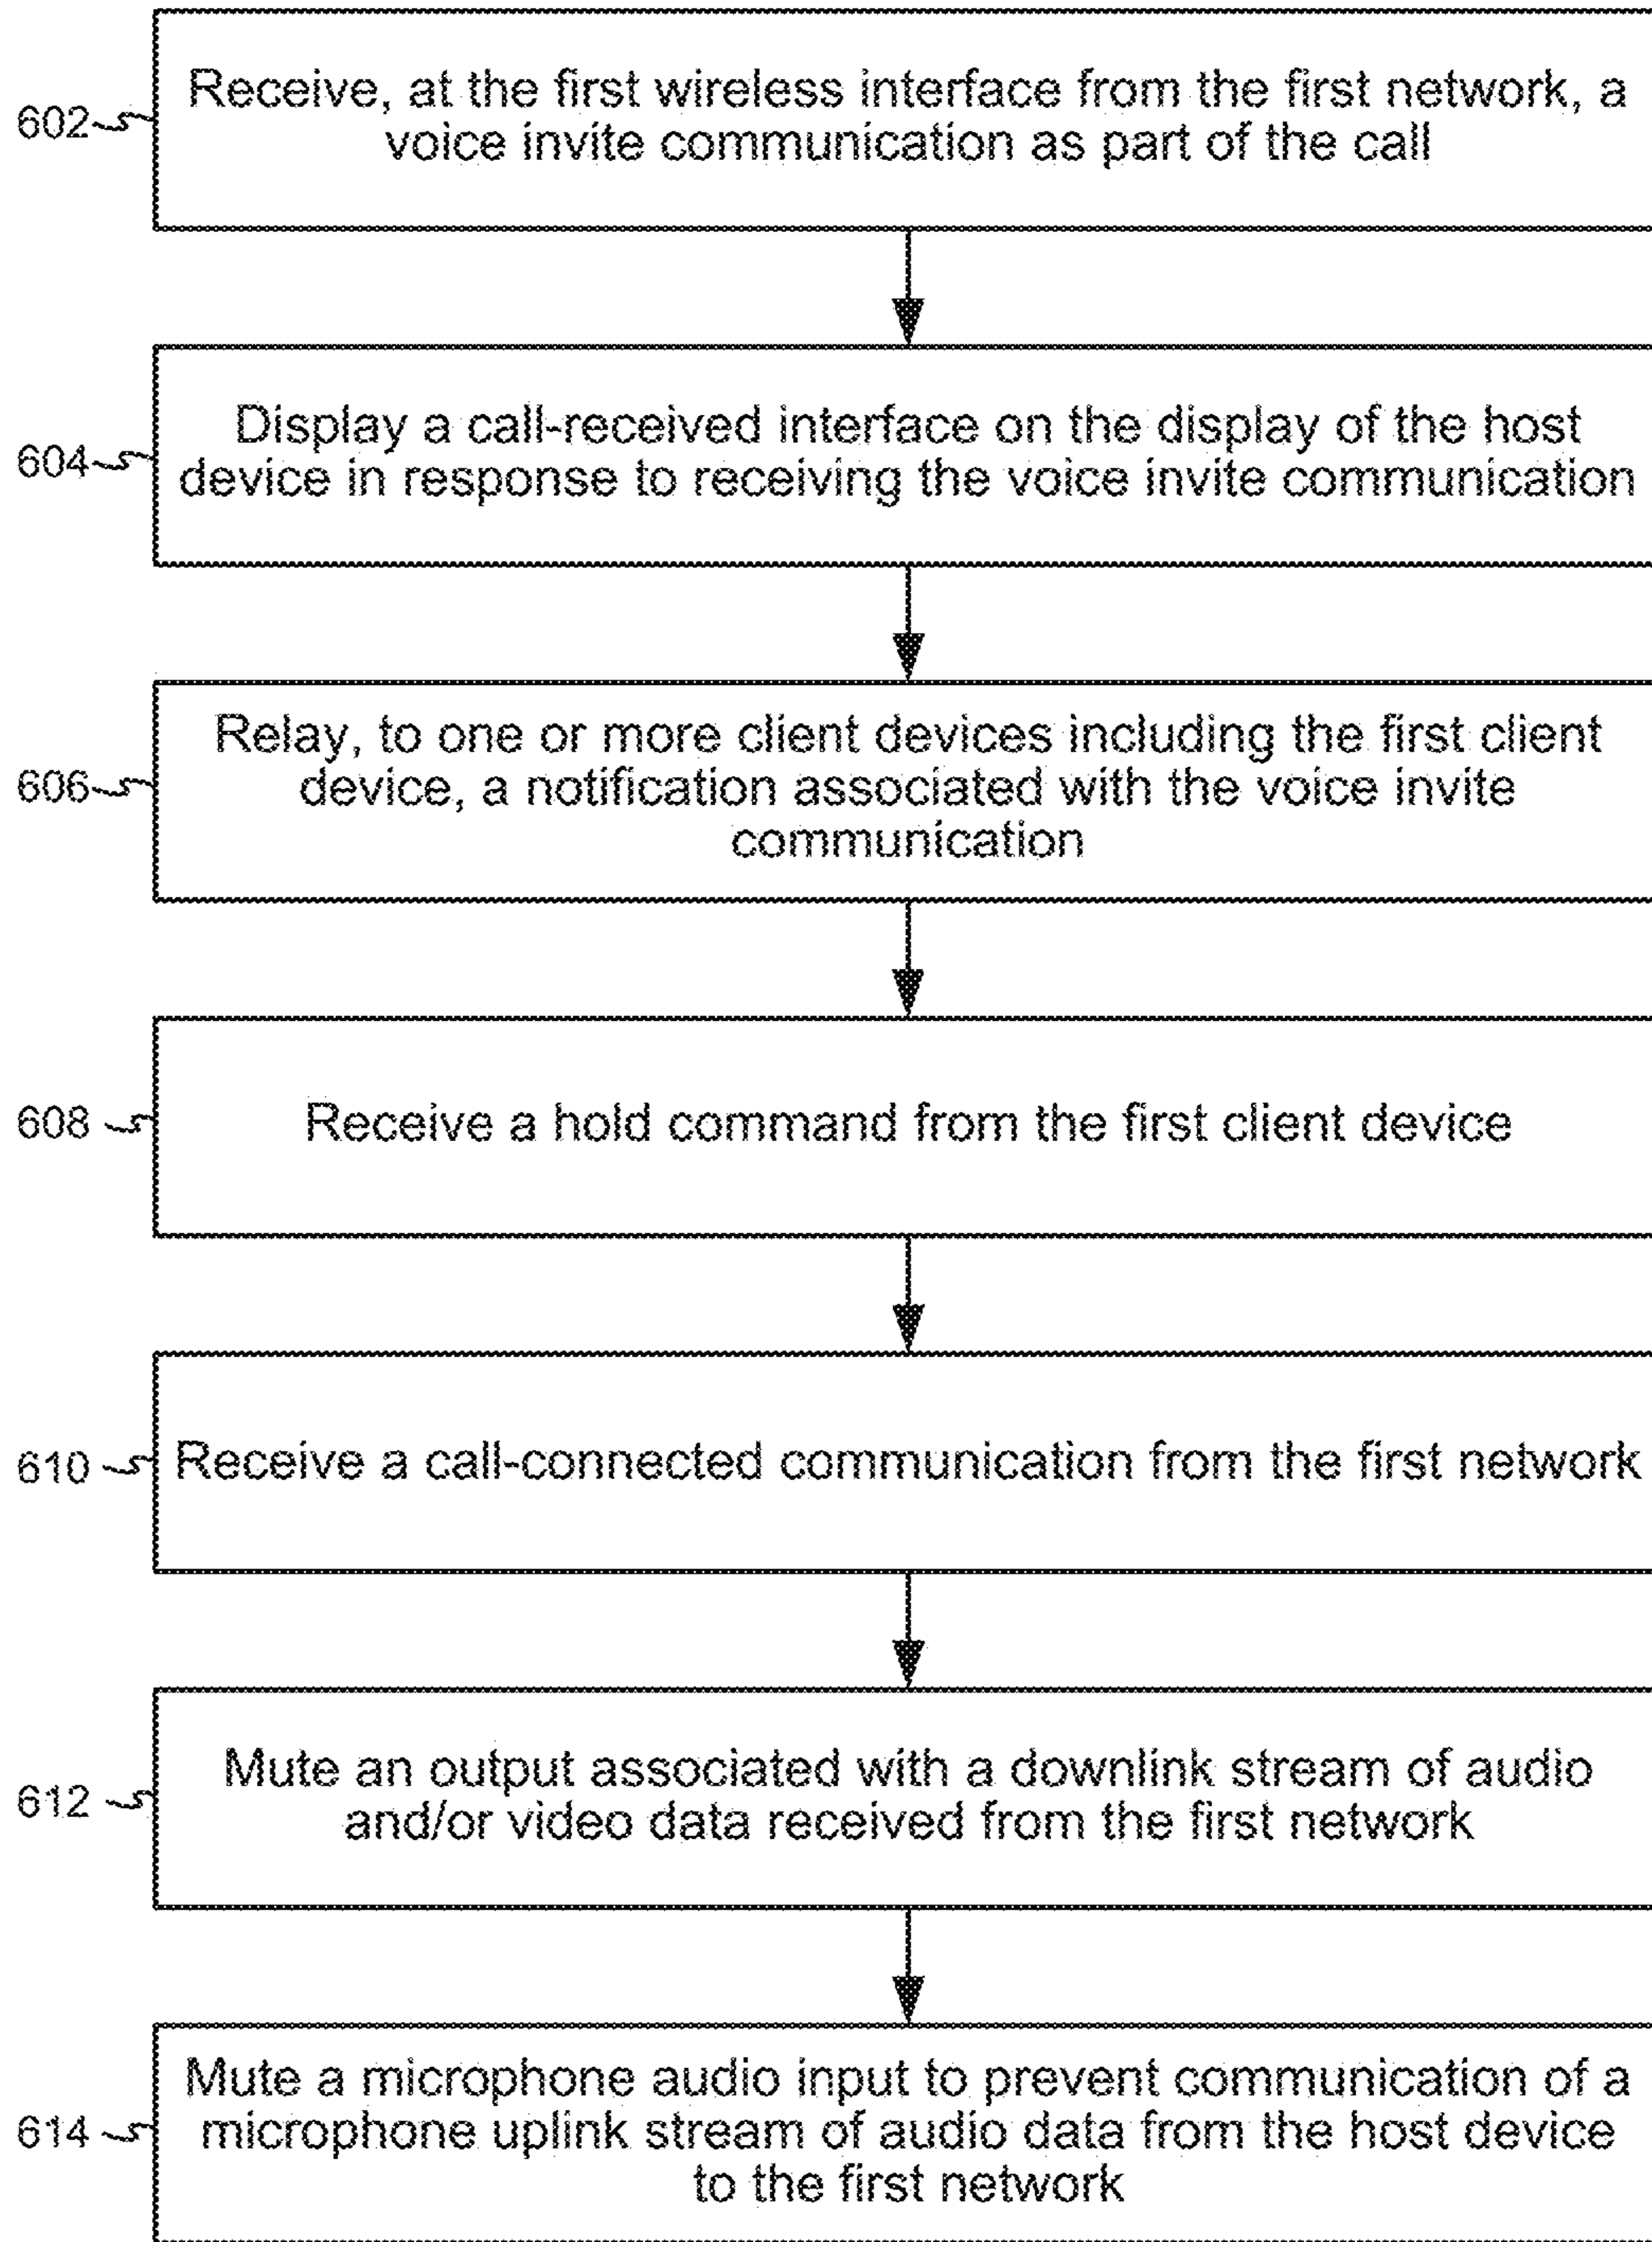 602
Receive, at the first wireless interface from the first network, a
voice invite communication as part of the call
604
Display a call-received interface on the display of the host
device in response to receiving the voice invite communication
606
Relay, to one or more client devices including the first client
device, a notification associated with the voice invite
communication
608
Receive a hold command from the first client device
610
Receive a call-connected communication from the first network
612
Mute an output associated with a downlink stream of audio
and/or video data received from the first network
614
Mute a microphone audio input to prevent communication of a
microphone uplink stream of audio data from the host device
to the first network